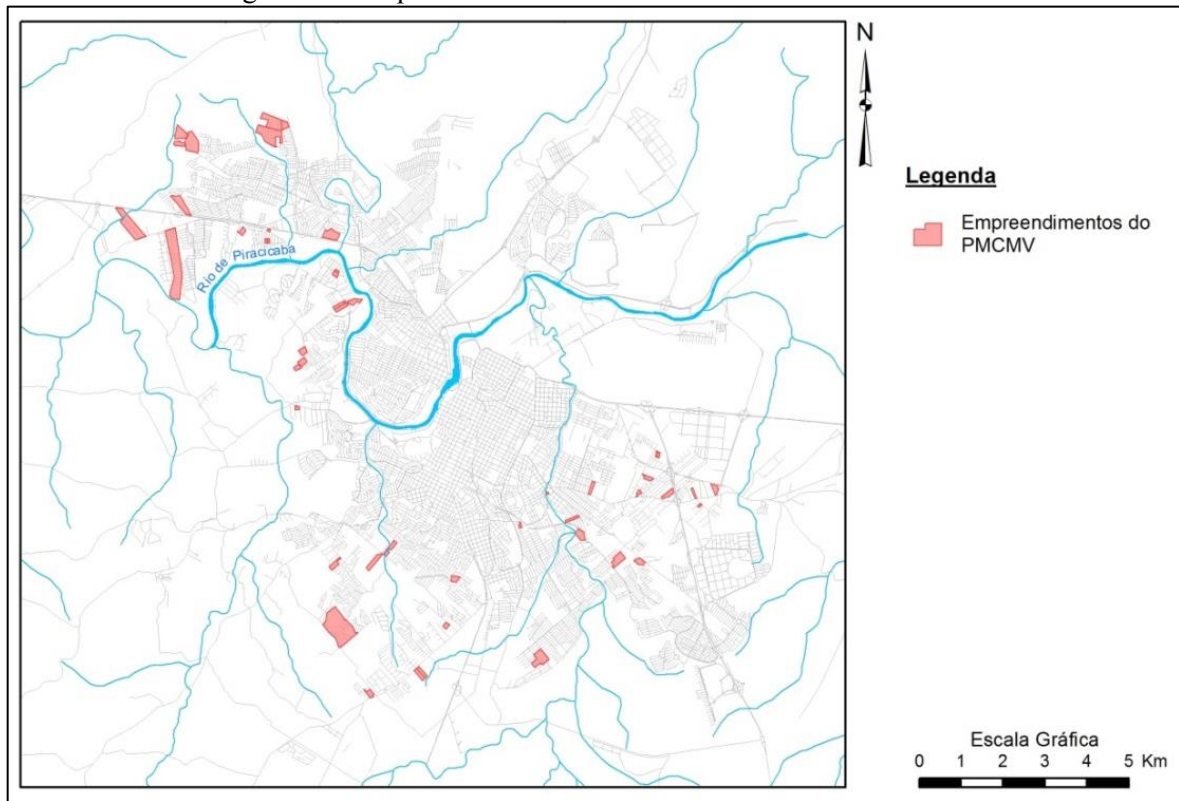 N
Rio de Piracicaba
Legenda
Empreendimentos do
PMCMV
Escala Gráfica
0 1 2 3 4 5 Km